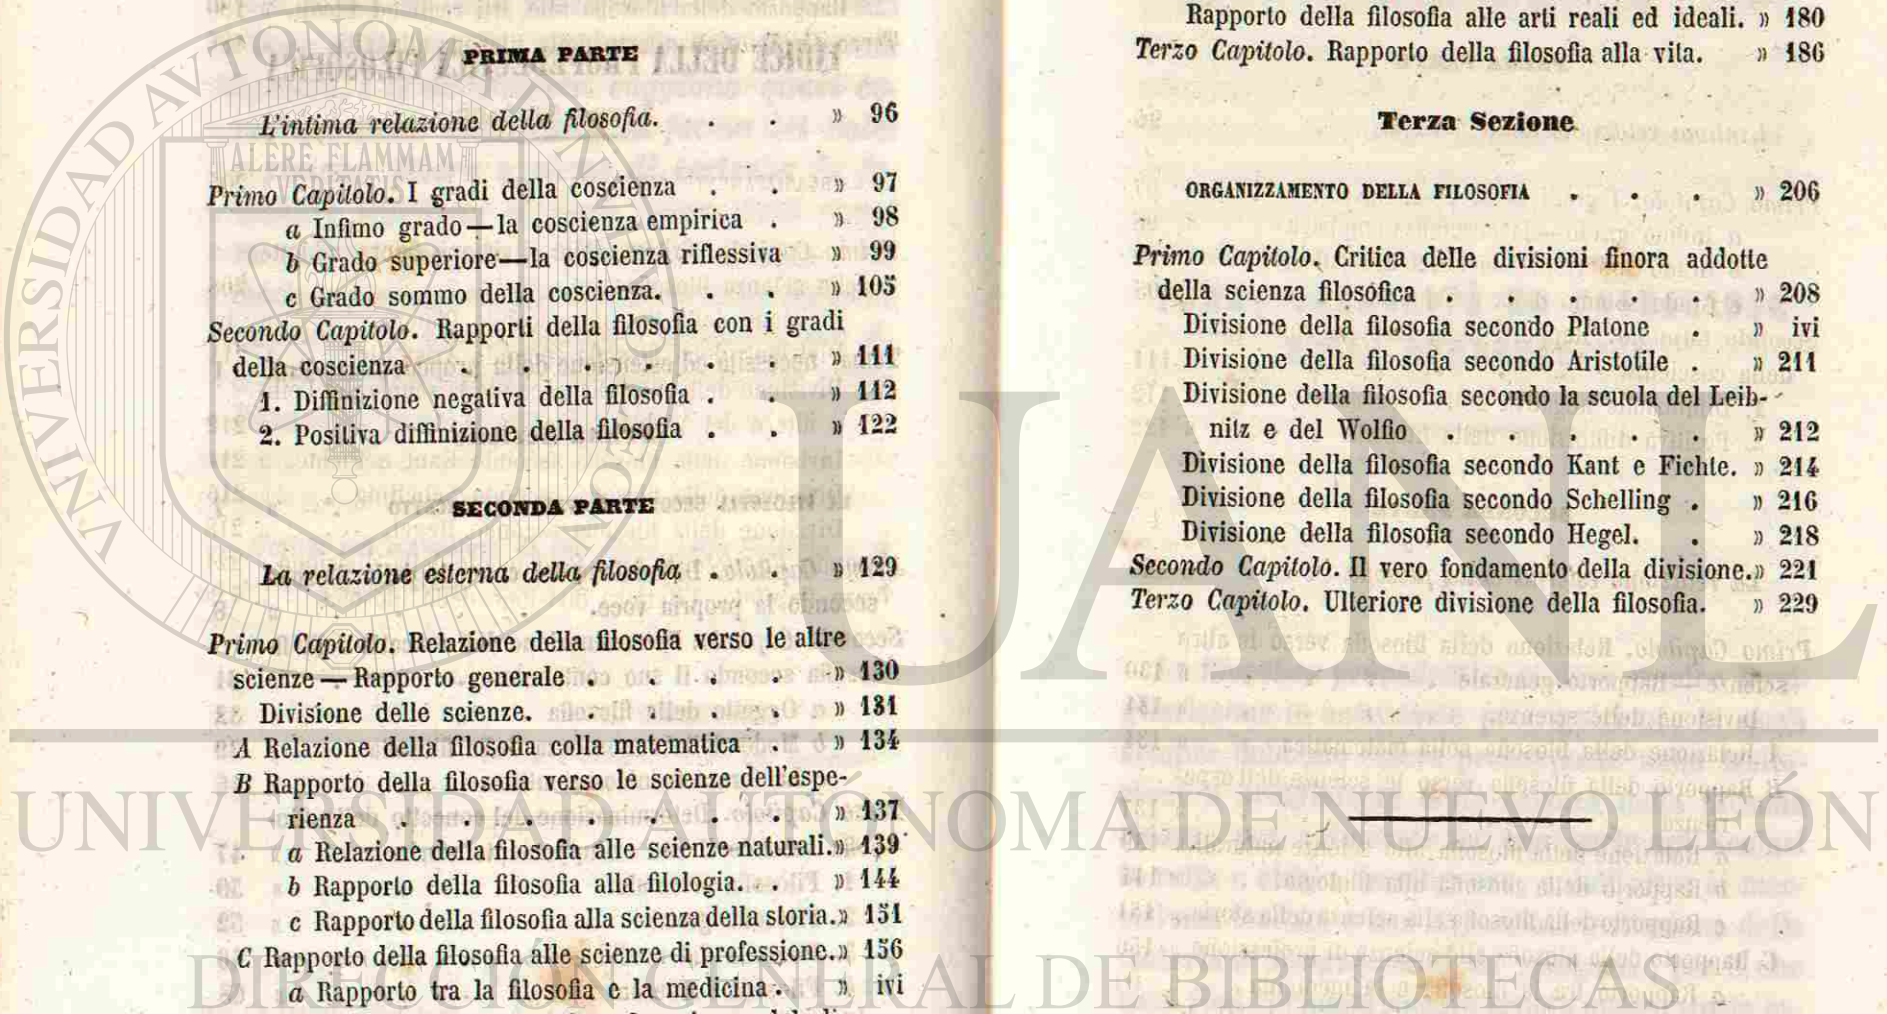 PRIMA PARTE
L'intima relazione della filosofia. . . » 96
Primo Capitolo. I gradi della coscienza . . » 97
a Infimo grado—la coscienza empirica . » 98
b Grado superiore—la coscienza riflessiva » 99
c Grado sommo della coscienza. . . » 105
Secondo Capitolo. Rapporti della filosofia con i gradi
della coscienza . . . . . . » 111
1. Diffinizione negativa della filosofia . . » 112
2. Positiva diffinizione della filosofia . . » 122
SECONDA PARTE
La relazione esterna della filosofia . . » 129
Primo Capitolo. Relazione della filosofia verso le altre
scienze — Rapporto generale . . . . » 130
Divisione delle scienze. . . . . » 131
A Relazione della filosofia colla matematica . » 134
B Rapporto della filosofia verso le scienze dell'espe-
rienza . . . . . . . » 137
a Relazione della filosofia alle scienze naturali. » 139
b Rapporto della filosofia alla filologia. . » 144
c Rapporto della filosofia alla scienza della storia. » 151
C Rapporto della filosofia alle scienze di professione. » 156
a Rapporto tra la filosofia e la medicina . » ivi
Rapporto della filosofia alle arti reali ed ideali. » 180
Terzo Capitolo. Rapporto della filosofia alla vita. » 186
Terza Sezione
ORGANIZZAMENTO DELLA FILOSOFIA . . . » 206
Primo Capitolo. Critica delle divisioni finora addotte
della scienza filosofica . . . . . » 208
Divisione della filosofia secondo Platone . » ivi
Divisione della filosofia secondo Aristotile . » 211
Divisione della filosofia secondo la scuola del Leib-
nitz e del Wolfio . . . . . » 212
Divisione della filosofia secondo Kant e Fichte. » 214
Divisione della filosofia secondo Schelling . » 216
Divisione della filosofia secondo Hegel. . » 218
Secondo Capitolo. Il vero fondamento della divisione. » 221
Terzo Capitolo. Ulteriore divisione della filosofia. » 229
UNIVERSIDAD AUTÓNOMA DE NUEVO LEÓN
ALERE FLAMMAM
VERITATIS
UANL
UNIVERSIDAD AUTÓNOMA DE NUEVO LEÓN
DIRECCIÓN GENERAL DE BIBLIOTECAS